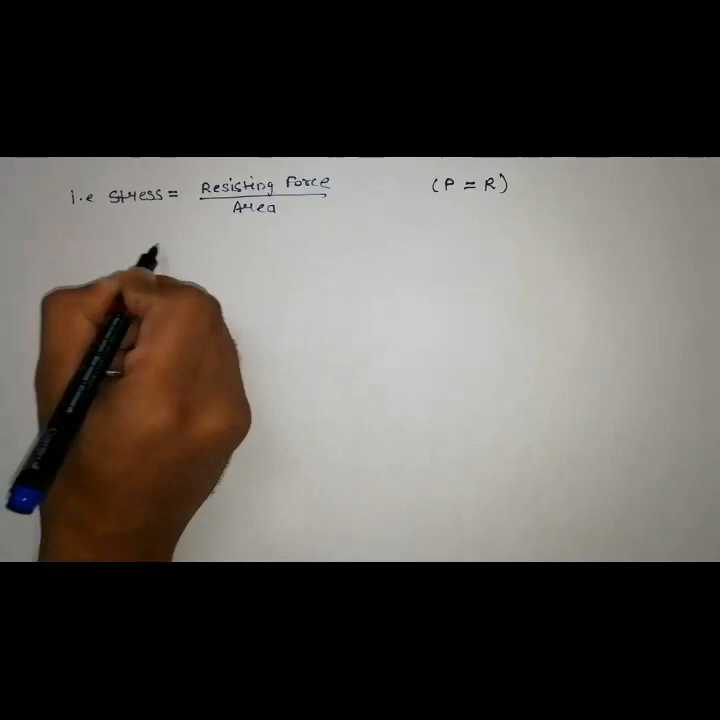 i.e Stress = Resisting Force / Area (P = R)